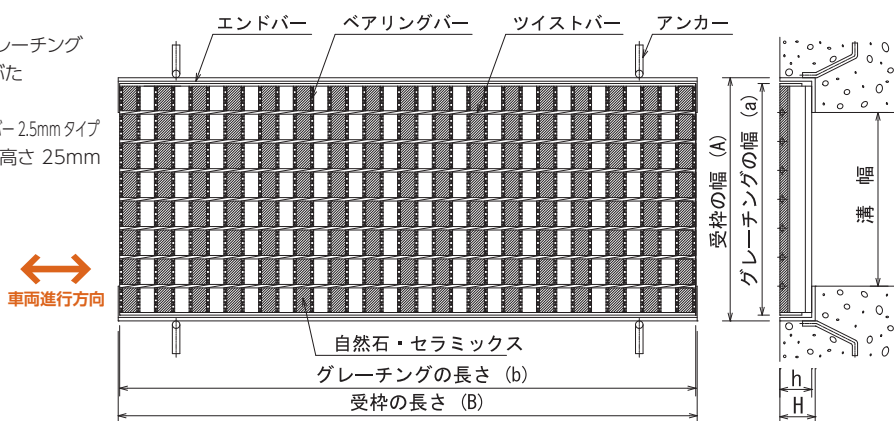 レーチング
ぶた
バー 2.5mm タイプ
高さ 25mm
エンドバー
ベアリングバー
ツイストバー
アンカー
車両進行方向
受枠の幅 (A)
グレーチングの幅 (a)
溝 幅
自然石・セラミックス
グレーチングの長さ (b)
受枠の長さ (B)
h
H